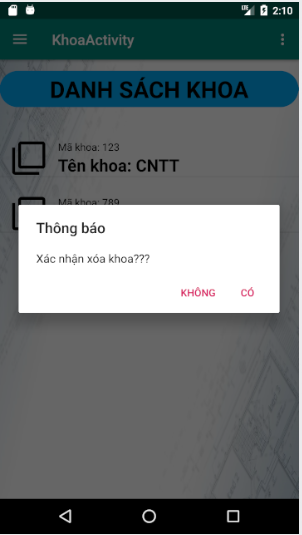 2:10
KhoaActivity
DANH SÁCH KHOA
Mã khoa: 123
Tên khoa: CNTT
Mã khoa: 789
Thông báo
Xác nhận xóa khoa???
KHÔNG CÓ